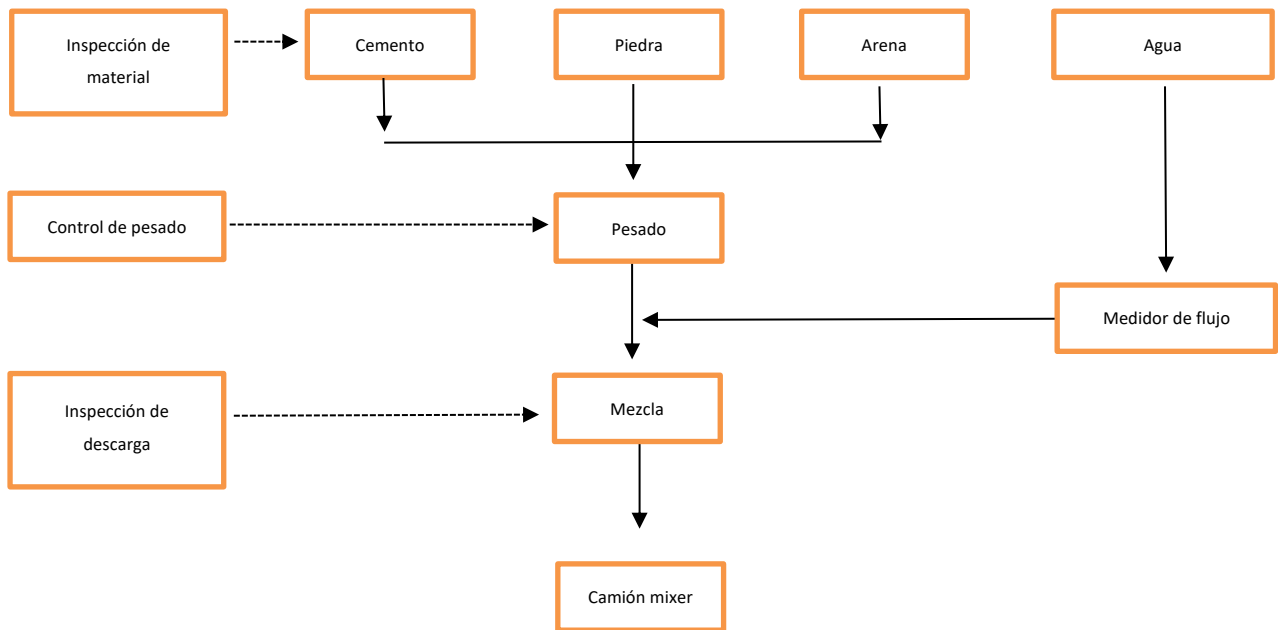 Inspección de
material
Cemento
Piedra
Arena
Agua
Control de pesado
Pesado
Medidor de flujo
Inspección de
descarga
Mezcla
Camión mixer